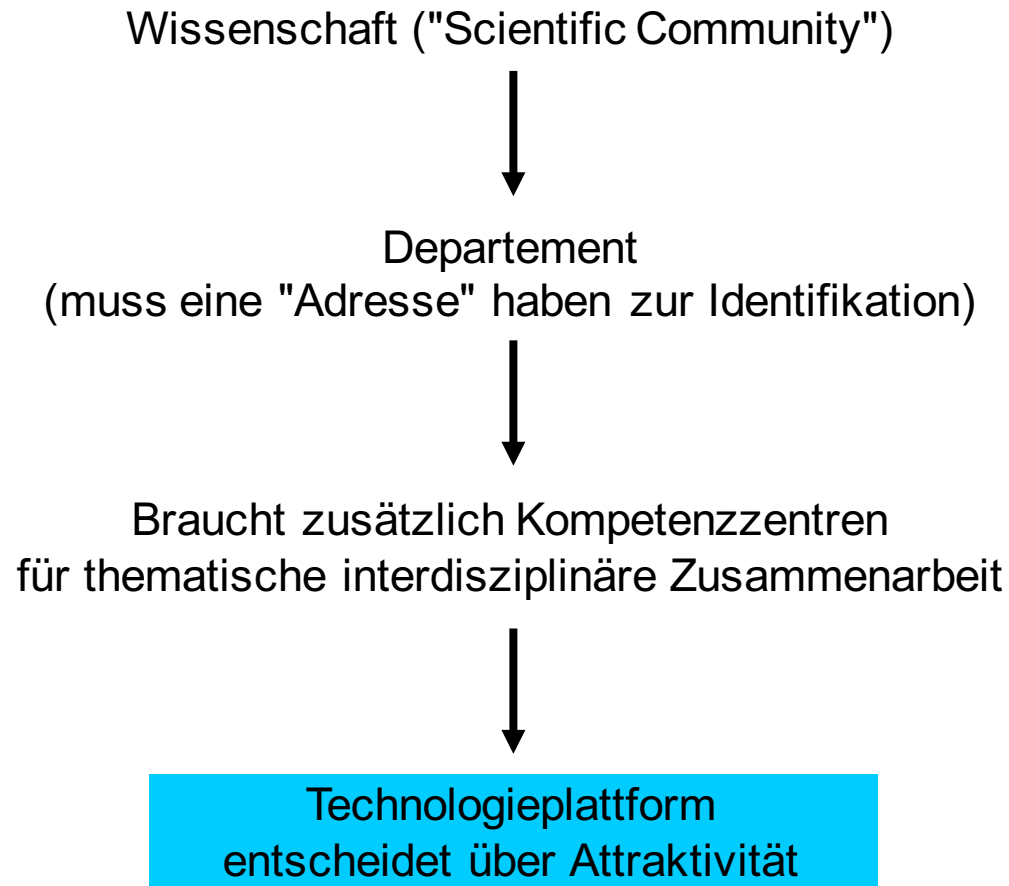 Wissenschaft ("Scientific Community")
Departement
(muss eine "Adresse" haben zur Identifikation)
Braucht zusätzlich Kompetenzzentren
für thematische interdisziplinäre Zusammenarbeit
Technologieplattform
entscheidet über Attraktivität